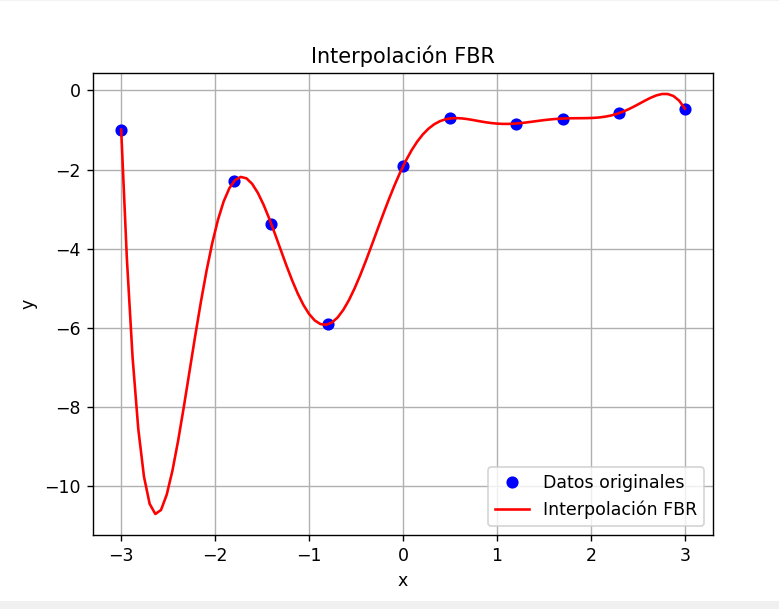 Interpolación FBR
0
−2
−4
−6
−8
−10
y
−3 −2 −1 0 1 2 3
x
Datos originales
Interpolación FBR